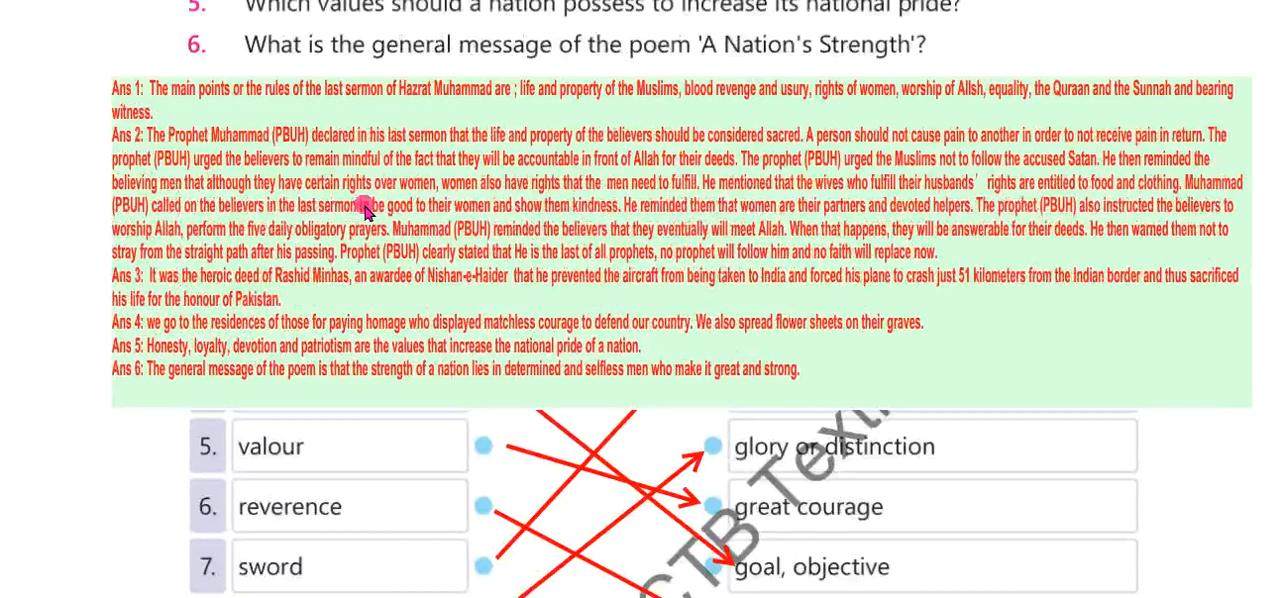 5. Which values should a nation possess to increase its national pride?
6. What is the general message of the poem 'A Nation's Strength'?
Ans 1: The main points or the rules of the last sermon of Hazrat Muhammad are ; life and property of the Muslims, blood revenge and usury, rights of women, worship of Allsh, equality, the Quraan and the Sunnah and bearing
witness.
Ans 2: The Prophet Muhammad (PBUH) declared in his last sermon that the life and property of the believers should be considered sacred. A person should not cause pain to another in order to not receive pain in return. The
prophet (PBUH) urged the believers to remain mindful of the fact that they will be accountable in front of Allah for their deeds. The prophet (PBUH) urged the Muslims not to follow the accused Satan. He then reminded the
believing men that although they have certain rights over women, women also have rights that the men need to fulfill. He mentioned that the wives who fulfill their husbands' rights are entitled to food and clothing. Muhammad
(PBUH) called on the believers in the last sermon be good to their women and show them kindness. He reminded them that women are their partners and devoted helpers. The prophet (PBUH) also instructed the believers to
worship Allah, perform the five daily obligatory prayers. Muhammad (PBUH) reminded the believers that they eventually will meet Allah. When that happens, they will be answerable for their deeds. He then warned them not to
stray from the straight path after his passing. Prophet (PBUH) clearly stated that He is the last of all prophets, no prophet will follow him and no faith will replace now.
Ans 3: It was the heroic deed of Rashid Minhas, an awardee of Nishan-e-Haider that he prevented the aircraft from being taken to India and forced his plane to crash just 51 kilometers from the Indian border and thus sacrificed
his life for the honour of Pakistan.
Ans 4: we go to the residences of those for paying homage who displayed matchless courage to defend our country. We also spread flower sheets on their graves.
Ans 5: Honesty, loyalty, devotion and patriotism are the values that increase the national pride of a nation.
Ans 6: The general message of the poem is that the strength of a nation lies in determined and selfless men who make it great and strong.
5. valour glory or distinction
6. reverence great courage
7. sword goal, objective
CTB Text